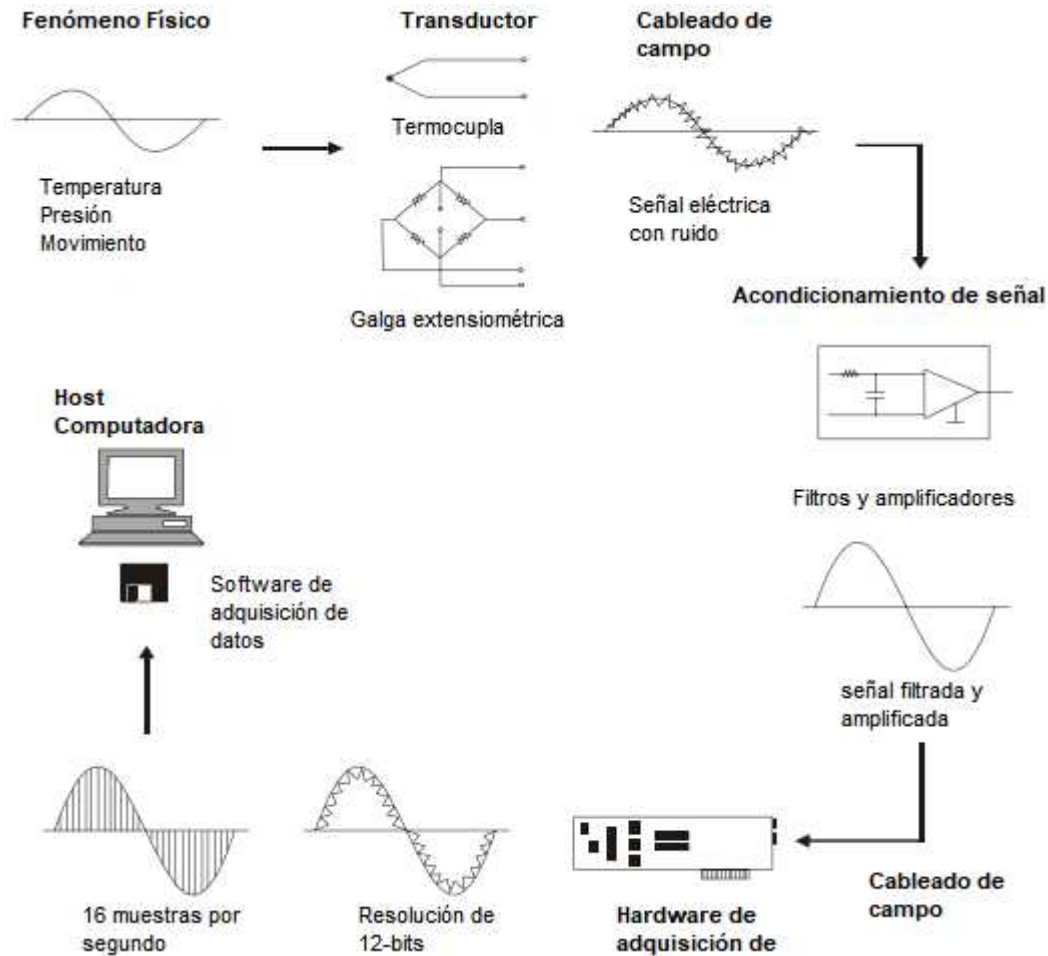 Fenómeno Físico
Temperatura
Presión
Movimiento
Transductor
Termocupla
Galga extensiométrica
Cableado de
campo
Señal eléctrica
con ruido
Acondicionamiento de señal
Filtros y amplificadores
señal filtrada y
amplificada
Cableado de
campo
Hardware de
adquisición de
Resolución de
12-bits
16 muestras por
segundo
Software de
adquisición de
datos
Host
Computadora